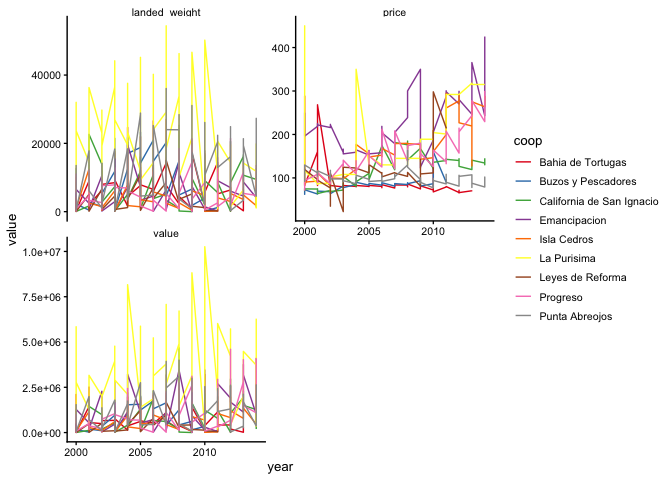 landed_weight
price
40000
20000
0
400
300
200
100
2000
2005
2010
value
1.0e+07
7.5e+06
5.0e+06
2.5e+06
0.0e+00
2000
2005
2010
value
year
coop
Bahia de Tortugas
Buzos y Pescadores
California de San Ignacio
Emancipacion
Isla Cedros
La Purisima
Leyes de Reforma
Progreso
Punta Abreojos